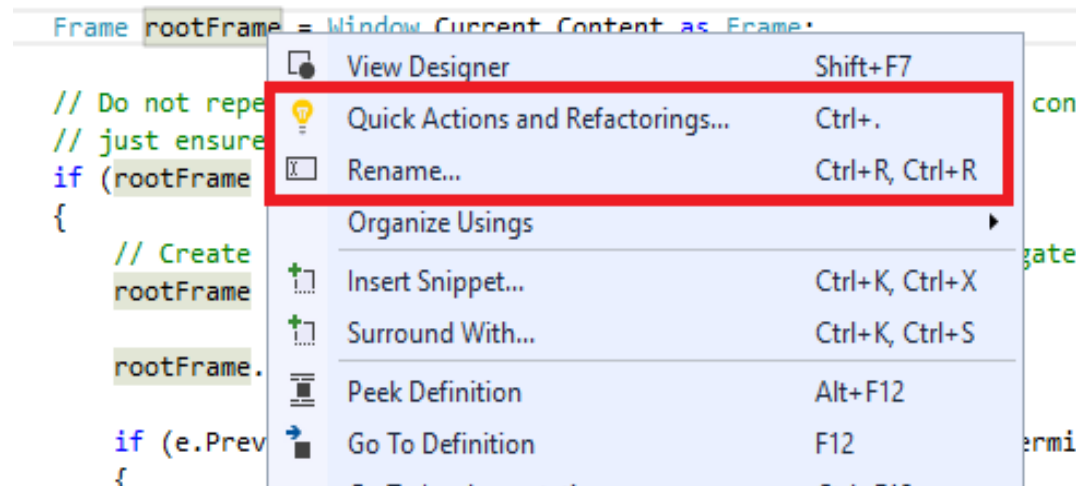 Frame rootFrame = Window.Current.Content as Frame;
View Designer Shift+F7
// Do not repe con
Quick Actions and Refactorings... Ctrl+.
// just ensure
if (rootFrame
Rename... Ctrl+R, Ctrl+R
{
Organize Usings
// Create gate
rootFrame
Insert Snippet... Ctrl+K, Ctrl+X
Surround With... Ctrl+K, Ctrl+S
rootFrame.
Peek Definition Alt+F12
if (e.Prev ermi
Go To Definition F12
{